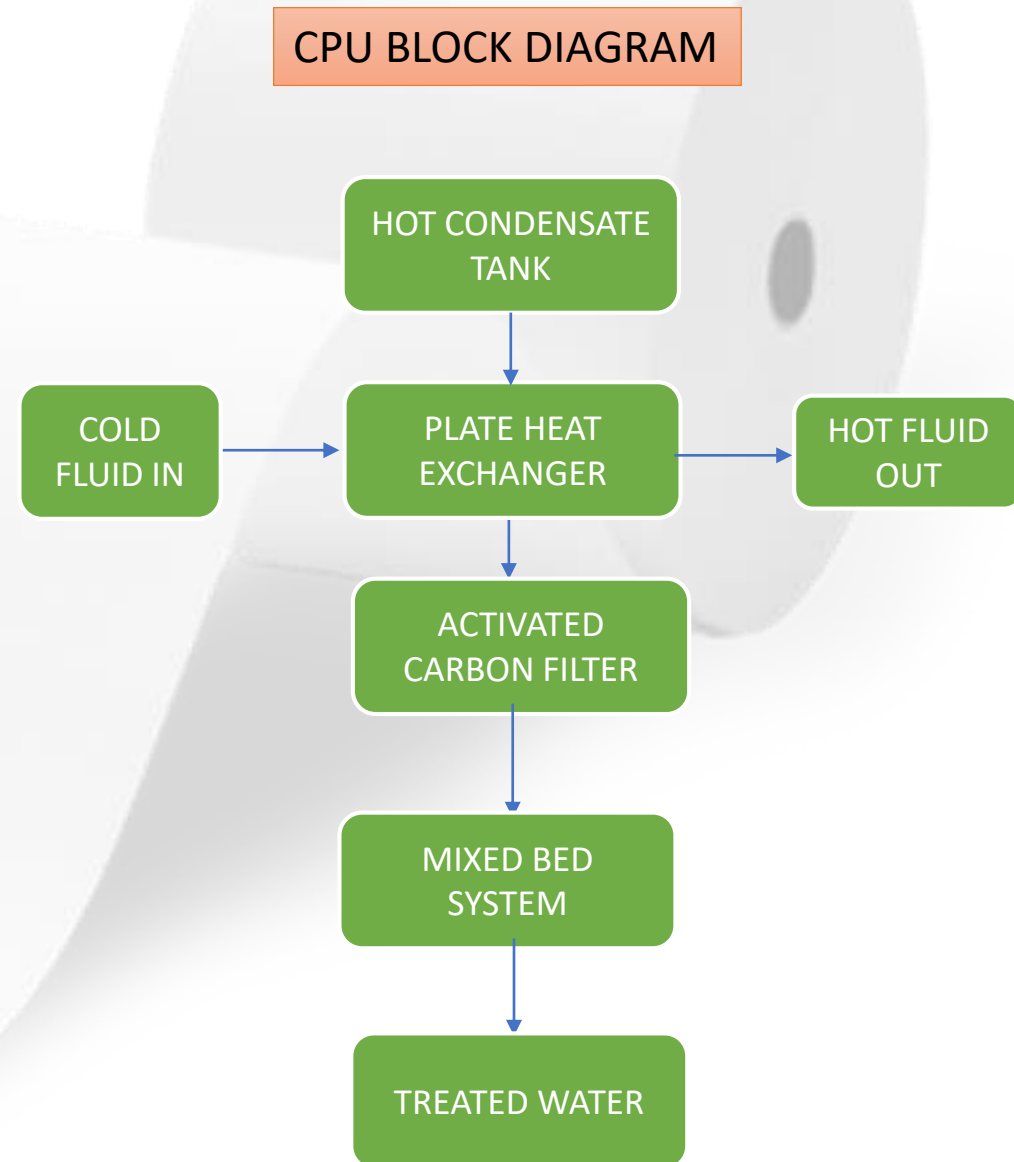 CPU BLOCK DIAGRAM
HOT CONDENSATE
TANK
COLD
FLUID IN
PLATE HEAT
EXCHANGER
HOT FLUID
OUT
ACTIVATED
CARBON FILTER
MIXED BED
SYSTEM
TREATED WATER